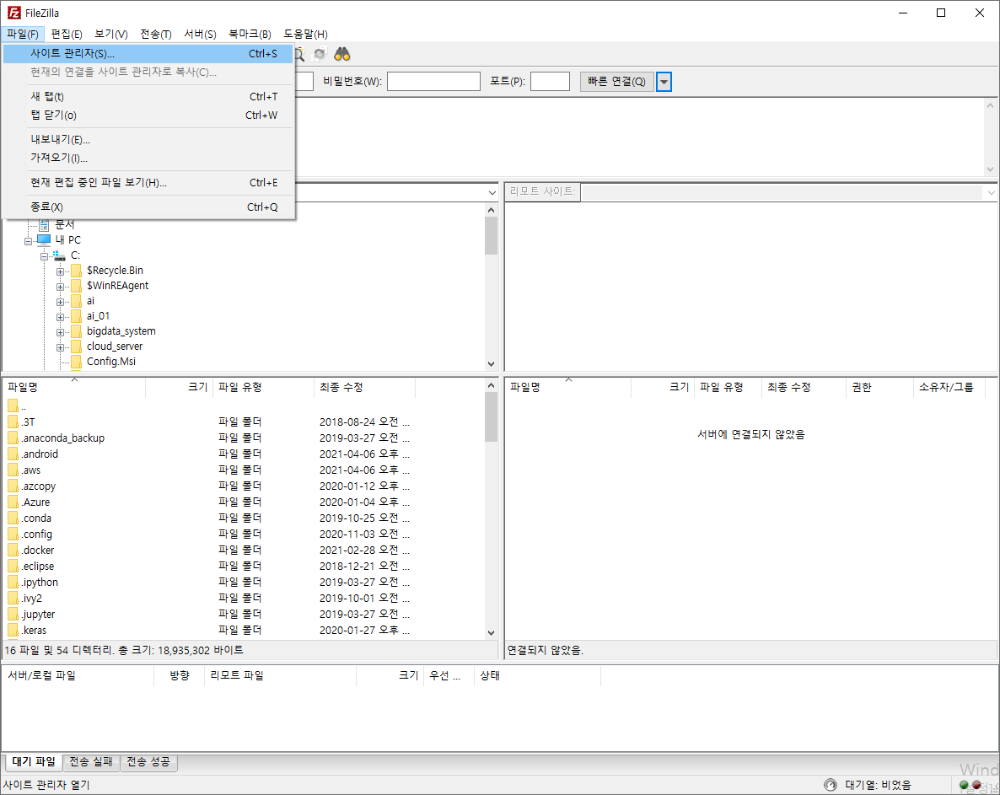 FileZilla
파일(F) 편집(E) 보기(V) 전송(T) 서버(S) 북마크(B) 도움말(H)
사이트 관리자(S)... Ctrl+S
현재의 연결을 사이트 관리자로 복사(C)...
새 탭(t) Ctrl+T
탭 닫기(o) Ctrl+W
내보내기(E)...
가져오기(I)...
현재 편집 중인 파일 보기(H)... Ctrl+E
종료(X) Ctrl+Q
비밀번호(W): 포트(P): 빠른 연결(Q)
리모트 사이트:
문서
내 PC
C:
$Recycle.Bin
$WinREAgent
ai
ai_01
bigdata_system
cloud_server
Config.Msi
파일명 크기 파일 유형 최종 수정
..
.3T 파일 폴더 2018-08-24 오전 ...
.anaconda_backup 파일 폴더 2019-03-27 오전 ...
.android 파일 폴더 2021-04-06 오후 ...
.aws 파일 폴더 2021-04-06 오후 ...
.azcopy 파일 폴더 2020-01-12 오후 ...
.Azure 파일 폴더 2020-01-04 오후 ...
.conda 파일 폴더 2019-10-25 오전 ...
.config 파일 폴더 2020-11-03 오전 ...
.docker 파일 폴더 2021-02-28 오전 ...
.eclipse 파일 폴더 2018-12-21 오전 ...
.ipython 파일 폴더 2019-03-27 오전 ...
.ivy2 파일 폴더 2019-10-01 오전 ...
.jupyter 파일 폴더 2019-03-27 오전 ...
.keras 파일 폴더 2020-01-27 오후 ...
16 파일 및 54 디렉터리. 총 크기: 18,935,302 바이트
파일명 크기 파일 유형 최종 수정 권한 소유자/그룹
서버에 연결되지 않았음
연결되지 않았음.
서버/로컬 파일 방향 리모트 파일 크기 우선 ... 상태
대기 파일 전송 실패 전송 성공
사이트 관리자 열기 대기열: 비었음
Wind